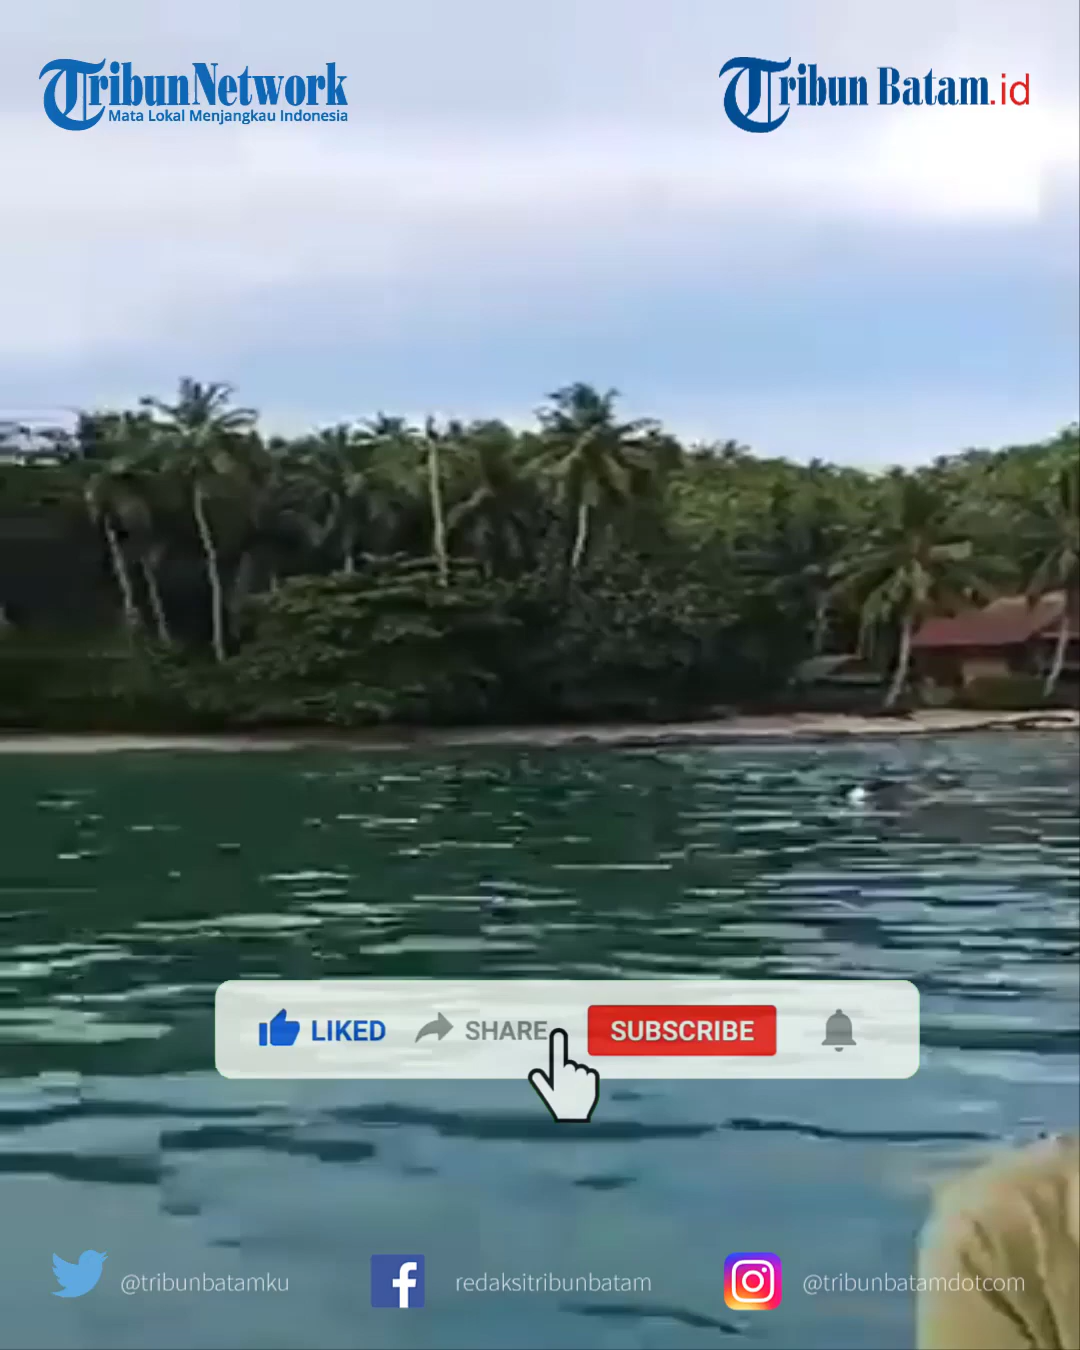 TribunNetwork
Mata Lokal Menjangkau Indonesia
Tribun Batam.id
LIKED
SHARE
SUBSCRIBE
@tribunbatamku
redaksitribunbatam
@tribunbatamdotcom